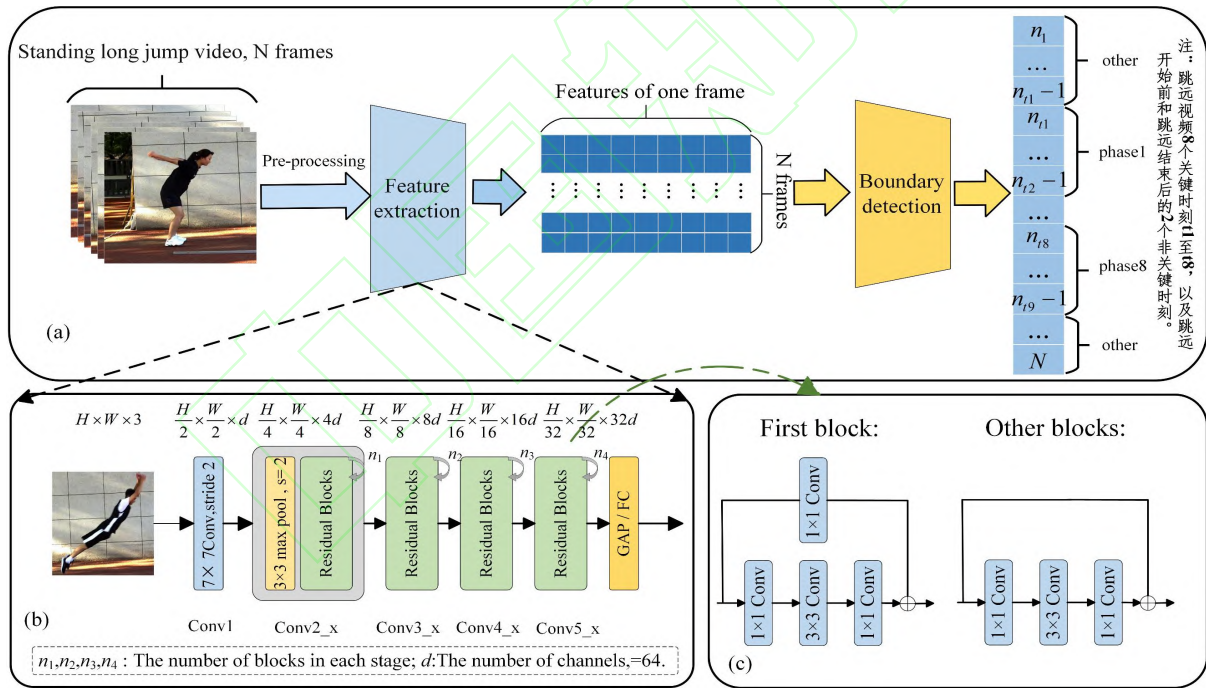 Standing long jump video, N frames
Pre-processing
Feature
extraction
Features of one frame
N frames
Boundary
detection
n₁
...
nₜ₁ − 1
nₜ₁
...
nₜ₂ − 1
...
nₜ₈
...
nₜ₉ − 1
...
N
other
phase1
phase8
other
注：跳远视频8个关键时刻t1至t8，以及跳远
开始前和跳远结束后的2个非关键时刻。
(a)
H × W × 3
H/2 × W/2 × d
H/4 × W/4 × 4d
H/8 × W/8 × 8d
H/16 × W/16 × 16d
H/32 × W/32 × 32d
n₁
n₂
n₃
n₄
7×7Conv,stride 2
3×3 max pool , s= 2
Residual Blocks
Residual Blocks
Residual Blocks
Residual Blocks
GAP / FC
(b)
Conv1
Conv2_x
Conv3_x
Conv4_x
Conv5_x
n₁,n₂,n₃,n₄ : The number of blocks in each stage; d:The number of channels,=64.
First block:
1×1 Conv
1×1 Conv
3×3 Conv
1×1 Conv
Other blocks:
1×1 Conv
3×3 Conv
1×1 Conv
(c)